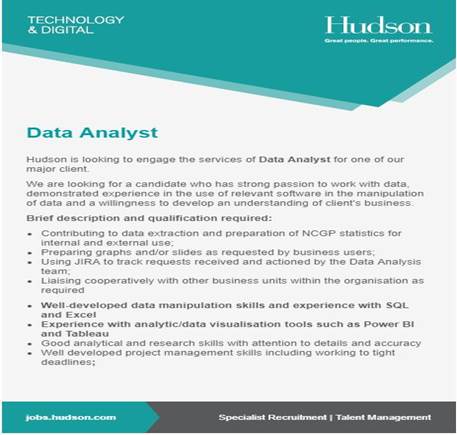 TECHNOLOGY
& DIGITAL
Hudson
Great people. Great performance.
Data Analyst
Hudson is looking to engage the services of Data Analyst for one of our
major client.
We are looking for a candidate who has strong passion to work with data,
demonstrated experience in the use of relevant software in the manipulation
of data and a willingness to develop an understanding of client's business.
Brief description and qualification required:
• Contributing to data extraction and preparation of NCGP statistics for
internal and external use;
• Preparing graphs and/or slides as requested by business users;
• Using JIRA to track requests received and actioned by the Data Analysis
team;
• Liaising cooperatively with other business units within the organisation as
required
• Well-developed data manipulation skills and experience with SQL
and Excel
• Experience with analytic/data visualisation tools such as Power BI
and Tableau
• Good analytical and research skills with attention to details and accuracy
• Well developed project management skills including working to tight
deadlines;
jobs.hudson.com
Specialist Recruitment | Talent Management